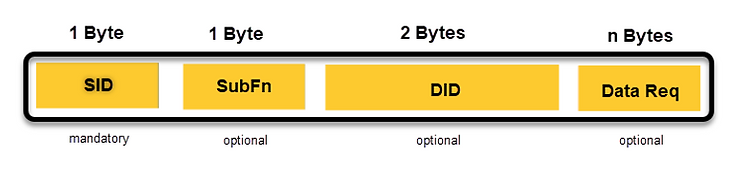 1 Byte 1 Byte 2 Bytes n Bytes
SID SubFn DID Data Req
mandatory optional optional optional